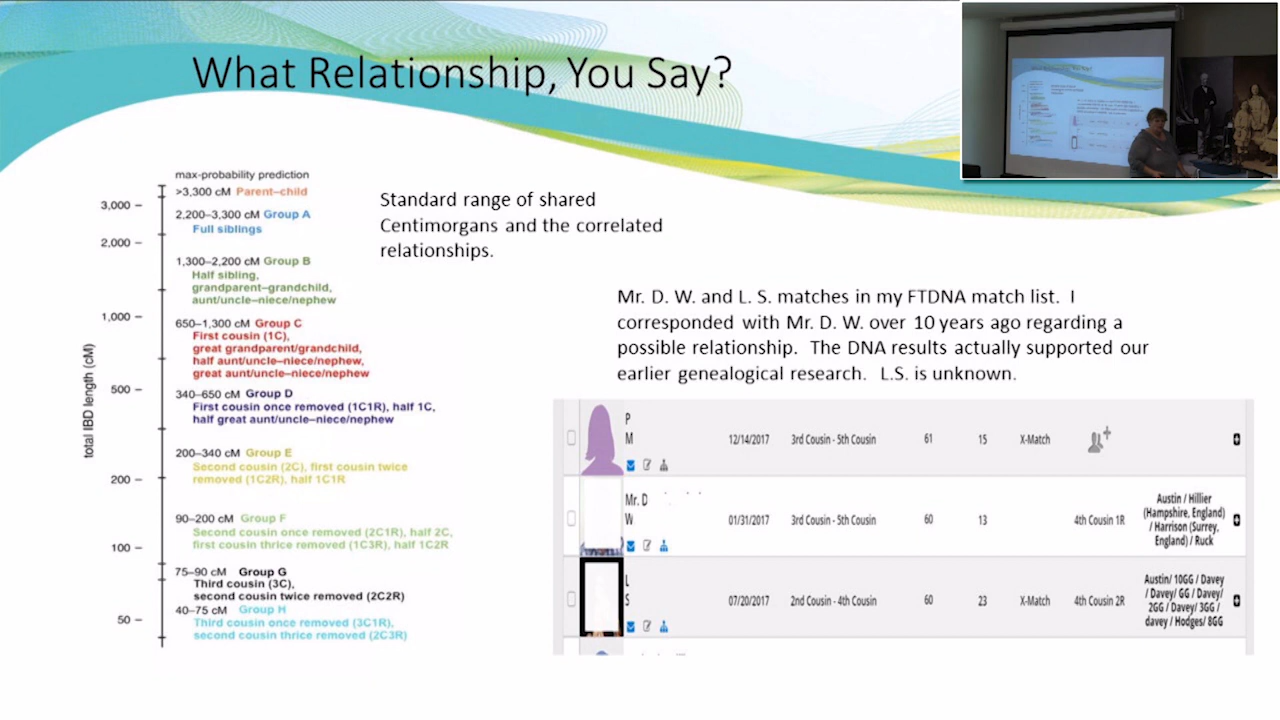 What Relationship, You Say?
max-probability prediction
>3,300 cM Parent–child
2,200–3,300 cM Group A
Full siblings
1,300–2,200 cM Group B
Half sibling,
grandparent–grandchild,
aunt/uncle–niece/nephew
650–1,300 cM Group C
First cousin (1C),
great grandparent/grandchild,
half aunt/uncle–niece/nephew,
great aunt/uncle–niece/nephew
340–650 cM Group D
First cousin once removed (1C1R), half 1C,
half great aunt/uncle–niece/nephew
200–340 cM Group E
Second cousin (2C), first cousin twice
removed (1C2R), half 1C1R
90–200 cM Group F
Second cousin once removed (2C1R), half 2C,
first cousin thrice removed (1C3R), half 1C2R
75–90 cM Group G
Third cousin (3C),
second cousin twice removed (2C2R)
40–75 cM Group H
Third cousin once removed (3C1R),
second cousin thrice removed (2C3R)
3,000
2,000
1,000
500
200
100
50
total IBD length (cM)
Standard range of shared
Centimorgans and the correlated
relationships.
Mr. D. W. and L. S. matches in my FTDNA match list. I
corresponded with Mr. D. W. over 10 years ago regarding a
possible relationship. The DNA results actually supported our
earlier genealogical research. L.S. is unknown.
P
M
12/14/2017 3rd Cousin - 5th Cousin 61 15 X-Match
Mr. D
W
01/31/2017 3rd Cousin - 5th Cousin 60 13 4th Cousin 1R
Austin / Hillier
(Hampshire, England)
/ Harrison (Surrey,
England) / Ruck
L
S
07/20/2017 2nd Cousin - 4th Cousin 60 23 X-Match 4th Cousin 2R
Austin/ 10GG / Davey
/ Davey/ GG / Davey/
2GG / Davey/ 3GG /
davey / Hodges/ 8GG